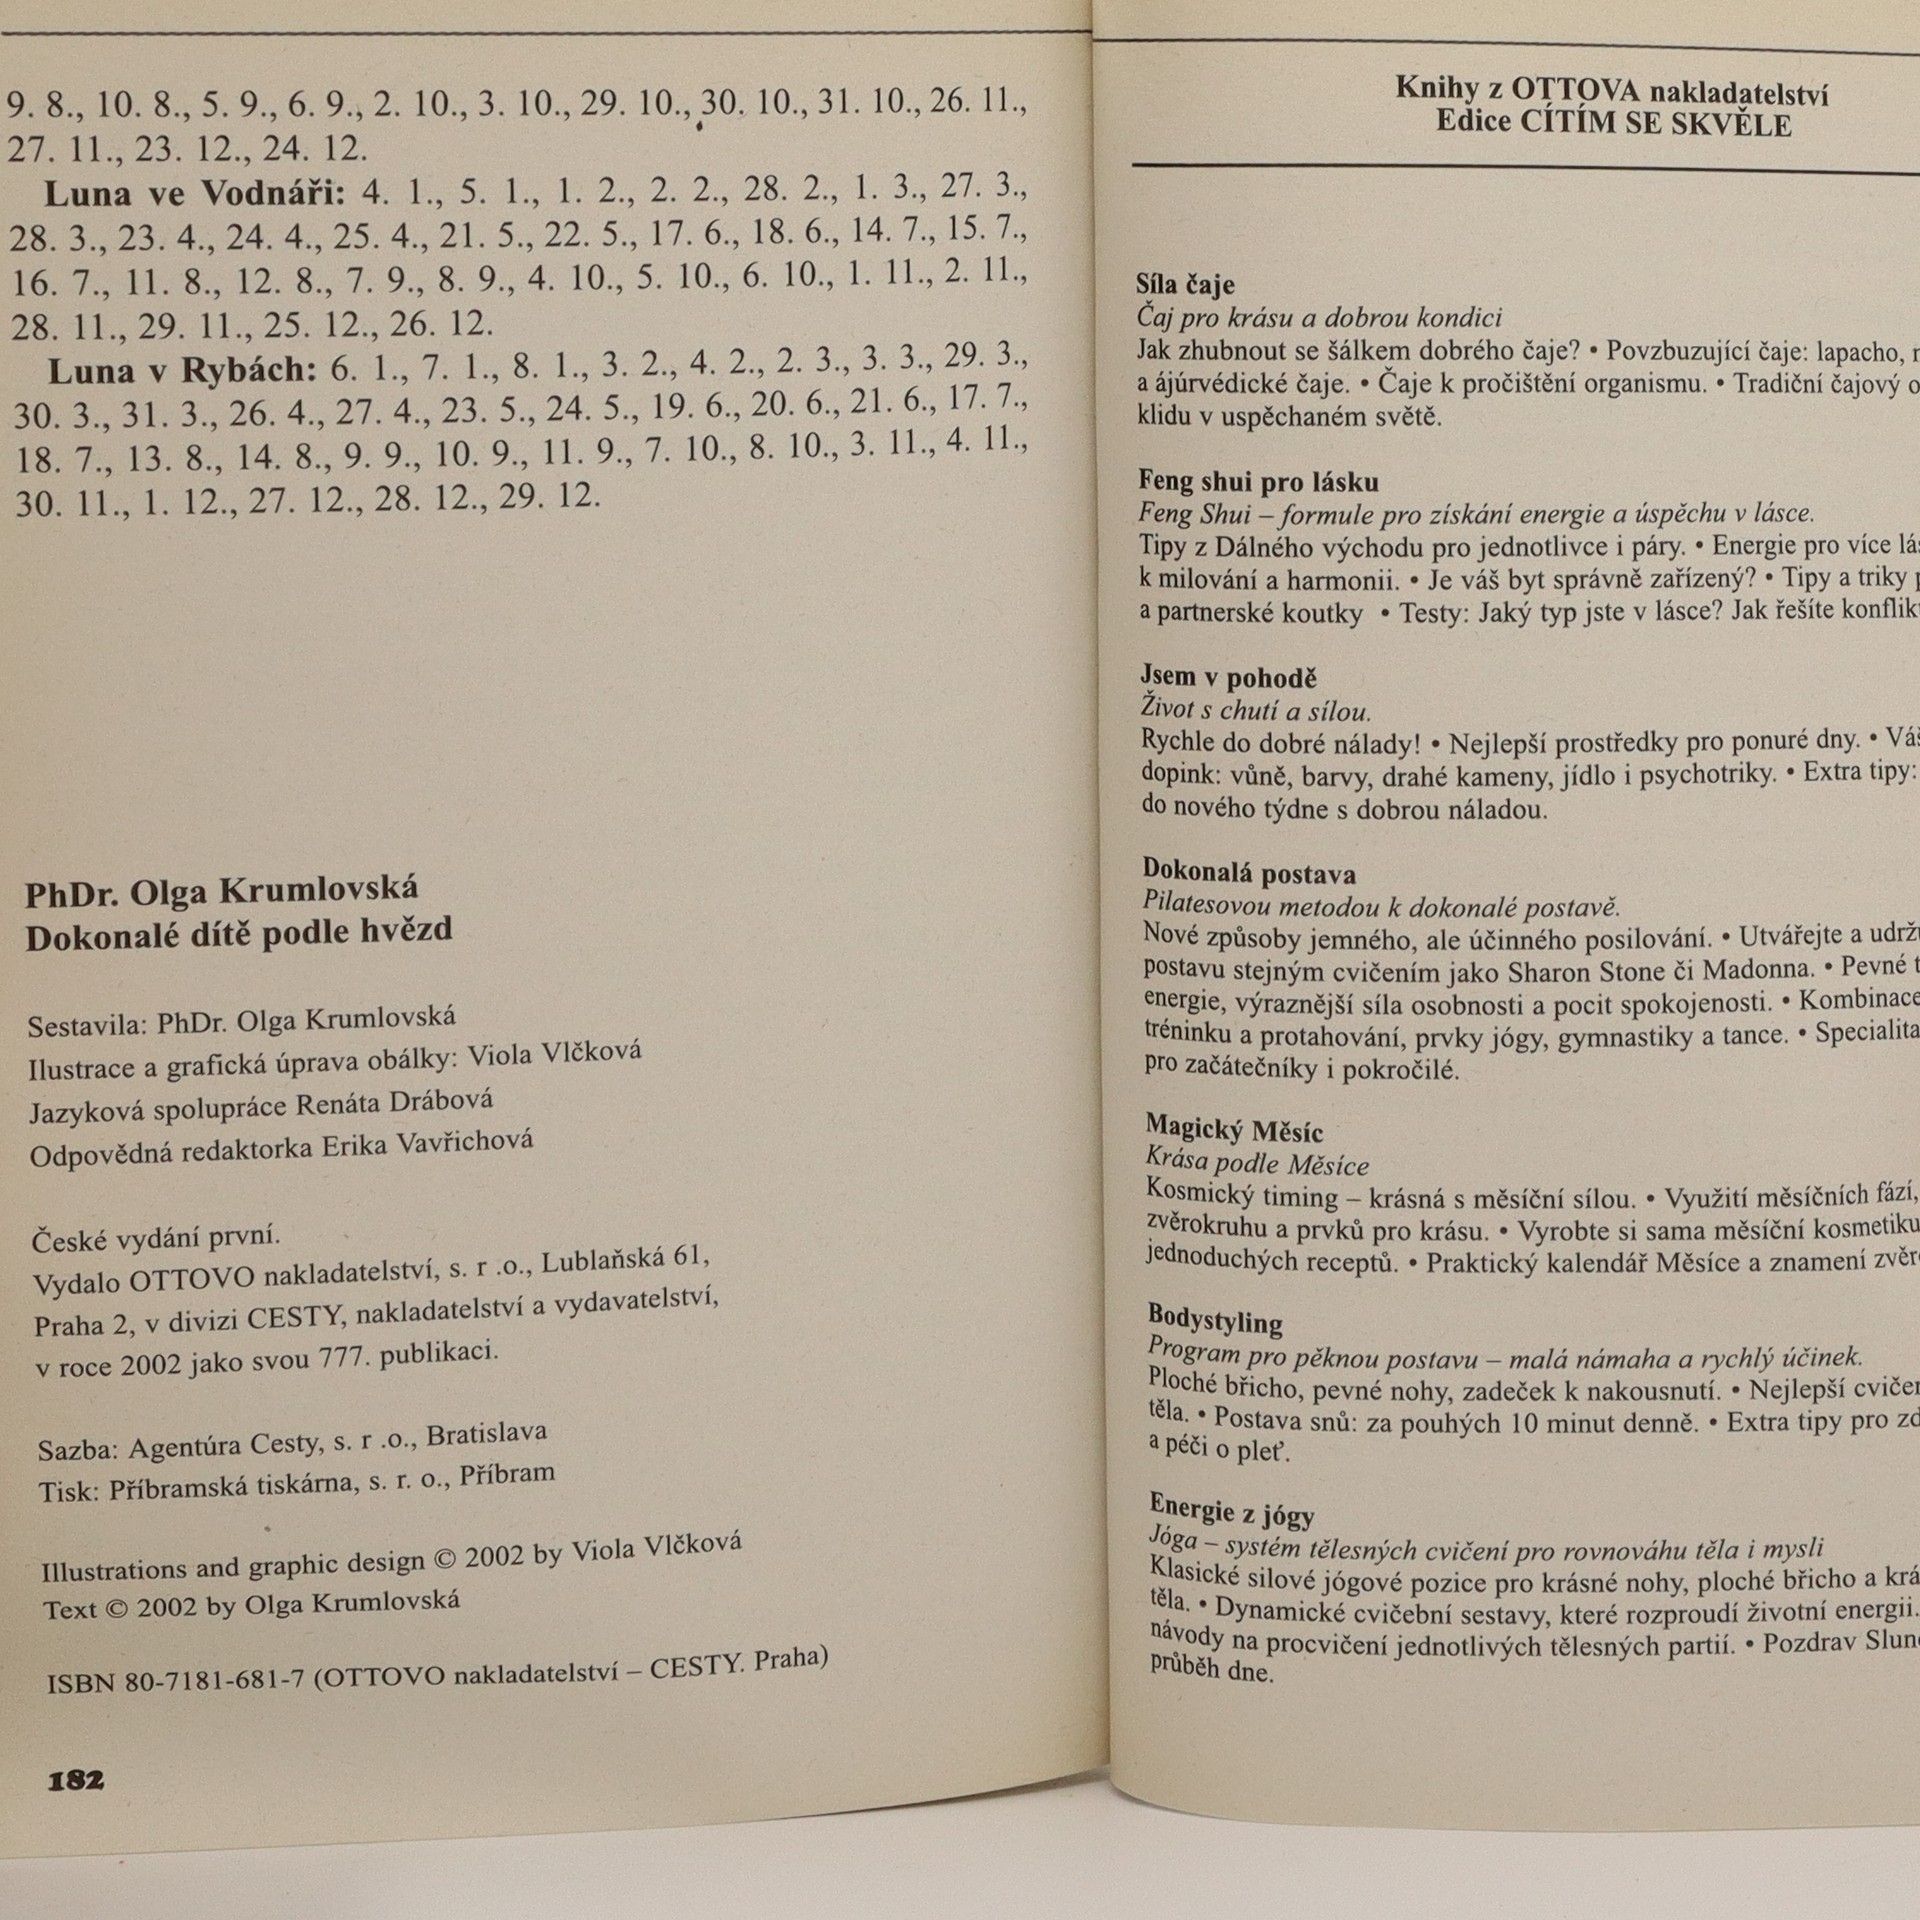 9. 8., 10. 8., 5. 9., 6. 9., 2. 10., 3. 10., 29. 10., 30. 10., 31. 10., 26. 11.,
27. 11., 23. 12., 24. 12.
Luna ve Vodnáři: 4. 1., 5. 1., 1. 2., 2. 2., 28. 2., 1. 3., 27. 3.,
28. 3., 23. 4., 24. 4., 25. 4., 21. 5., 22. 5., 17. 6., 18. 6., 14. 7., 15. 7.,
16. 7., 11. 8., 12. 8., 7. 9., 8. 9., 4. 10., 5. 10., 6. 10., 1. 11., 2. 11.,
28. 11., 29. 11., 25. 12., 26. 12.
Luna v Rybách: 6. 1., 7. 1., 8. 1., 3. 2., 4. 2., 2. 3., 3. 3., 29. 3.,
30. 3., 31. 3., 26. 4., 27. 4., 23. 5., 24. 5., 19. 6., 20. 6., 21. 6., 17. 7.,
18. 7., 13. 8., 14. 8., 9. 9., 10. 9., 11. 9., 7. 10., 8. 10., 3. 11., 4. 11.,
30. 11., 1. 12., 27. 12., 28. 12., 29. 12.
PhDr. Olga Krumlovská
Dokonalé dítě podle hvězd
Sestavila: PhDr. Olga Krumlovská
Ilustrace a grafická úprava obálky: Viola Vlčková
Jazyková spolupráce Renáta Drábová
Odpovědná redaktorka Erika Vavřichová
České vydání první.
Vydalo OTTOVO nakladatelství, s. r .o., Lublaňská 61,
Praha 2, v divizi CESTY, nakladatelství a vydavatelství,
v roce 2002 jako svou 777. publikaci.
Sazba: Agentúra Cesty, s. r .o., Bratislava
Tisk: Příbramská tiskárna, s. r. o., Příbram
Illustrations and graphic design © 2002 by Viola Vlčková
Text © 2002 by Olga Krumlovská
ISBN 80-7181-681-7 (OTTOVO nakladatelství – CESTY. Praha)
182
Knihy z OTTOVA nakladatelství
Edice CÍTÍM SE SKVĚLE
Síla čaje
Čaj pro krásu a dobrou kondici
Jak zhubnout se šálkem dobrého čaje? • Povzbuzující čaje: lapacho,
a ájúrvédické čaje. • Čaje k pročištění organismu. • Tradiční čajový
klidu v uspěchaném světě.
Feng shui pro lásku
Feng Shui – formule pro získání energie a úspěchu v lásce.
Tipy z Dálného východu pro jednotlivce i páry. • Energie pro více
k milování a harmonii. • Je váš byt správně zařízený? • Tipy a triky
a partnerské koutky • Testy: Jaký typ jste v lásce? Jak řešíte
Jsem v pohodě
Život s chutí a sílou.
Rychle do dobré nálady! • Nejlepší prostředky pro ponuré dny. •
dopink: vůně, barvy, drahé kameny, jídlo i psychotriky. • Extra tipy:
do nového týdne s dobrou náladou.
Dokonalá postava
Pilatesovou metodou k dokonalé postavě.
Nové způsoby jemného, ale účinného posilování. • Utvářejte a
postavu stejným cvičením jako Sharon Stone či Madonna. • Pevné
energie, výraznější síla osobnosti a pocit spokojenosti. • Kombinace
tréninku a protahování, prvky jógy, gymnastiky a tance. • Specialita
pro začátečníky i pokročilé.
Magický Měsíc
Krása podle Měsíce
Kosmický timing – krásná s měsíční sílou. • Využití měsíčních fází,
zvěrokruhu a prvků pro krásu. • Vyrobte si sama měsíční kosmetiku
jednoduchých receptů. • Praktický kalendář Měsíce a znamení
Bodystyling
Program pro pěknou postavu – malá námaha a rychlý účinek.
Ploché břicho, pevné nohy, zadeček k nakousnutí. • Nejlepší
těla. • Postava snů: za pouhých 10 minut denně. • Extra tipy pro
a péči o pleť.
Energie z jógy
Jóga – systém tělesných cvičení pro rovnováhu těla i mysli
Klasické silové jógové pozice pro krásné nohy, ploché břicho a
těla. • Dynamické cvičební sestavy, které rozproudí životní energii.
návody na procvičení jednotlivých tělesných partií. • Pozdrav
průběh dne.